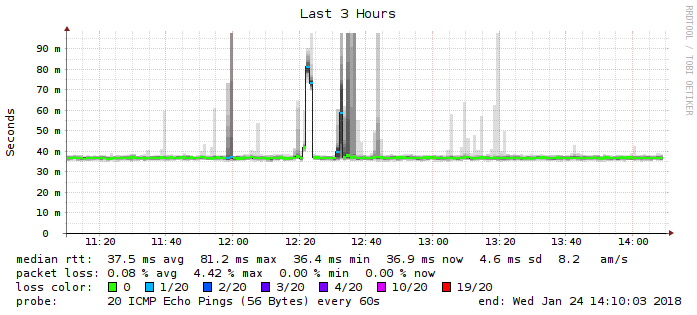 Last 3 Hours
RRDTOOL / TOBI OETIKER
Seconds
90 m
80 m
70 m
60 m
50 m
40 m
30 m
20 m
10 m
0
11:20 11:40 12:00 12:20 12:40 13:00 13:20 13:40 14:00
median rtt: 37.5 ms avg 81.2 ms max 36.4 ms min 36.9 ms now 4.6 ms sd 8.2 am/s
packet loss: 0.08 % avg 4.42 % max 0.00 % min 0.00 % now
loss color: 0 1/20 2/20 3/20 4/20 10/20 19/20
probe: 20 ICMP Echo Pings (56 Bytes) every 60s end: Wed Jan 24 14:10:03 2018